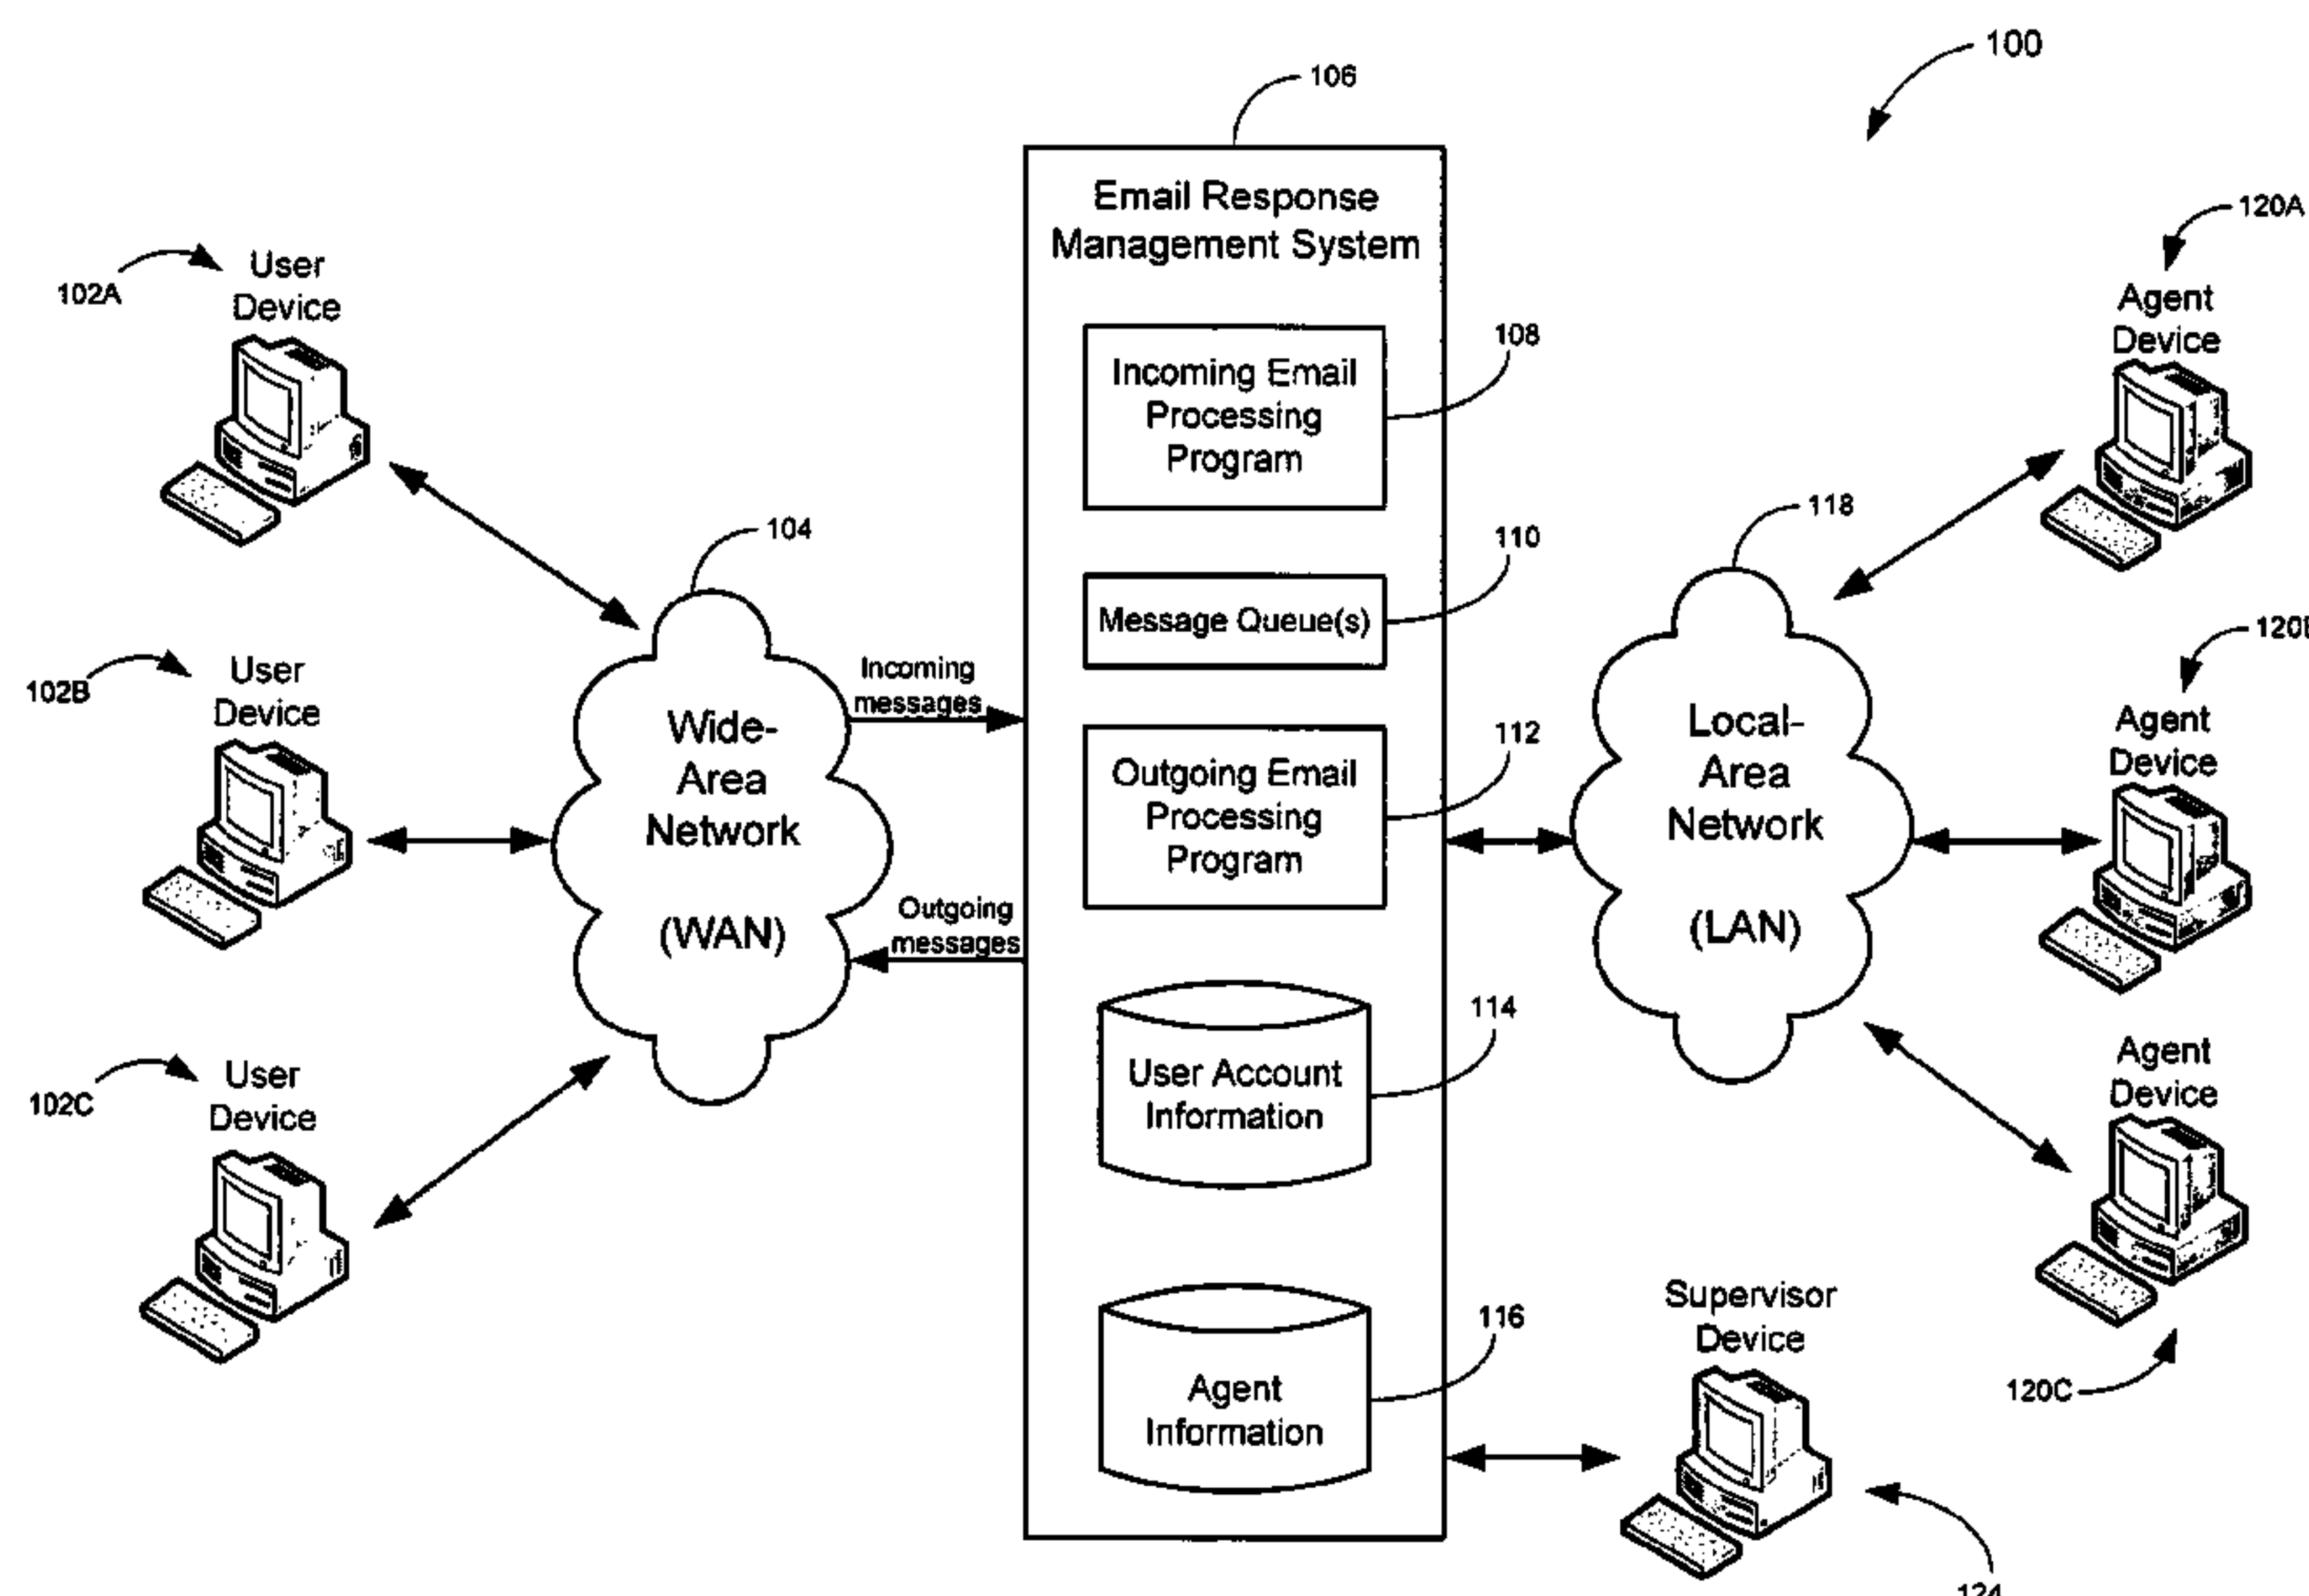 100
106
Email Response
Management System
120A
Agent
Device
102A
User
Device
108
Incoming Email
Processing
Program
104
110
Message Queue(s)
118
102B
User
Device
Incoming
messages
Wide-
Area
Network
(WAN)
112
Outgoing Email
Processing
Program
Local-
Area
Network
(LAN)
Agent
Device
Outgoing
messages
102C
User
Device
114
User Account
Information
Agent
Device
120C
116
Agent
Information
Supervisor
Device